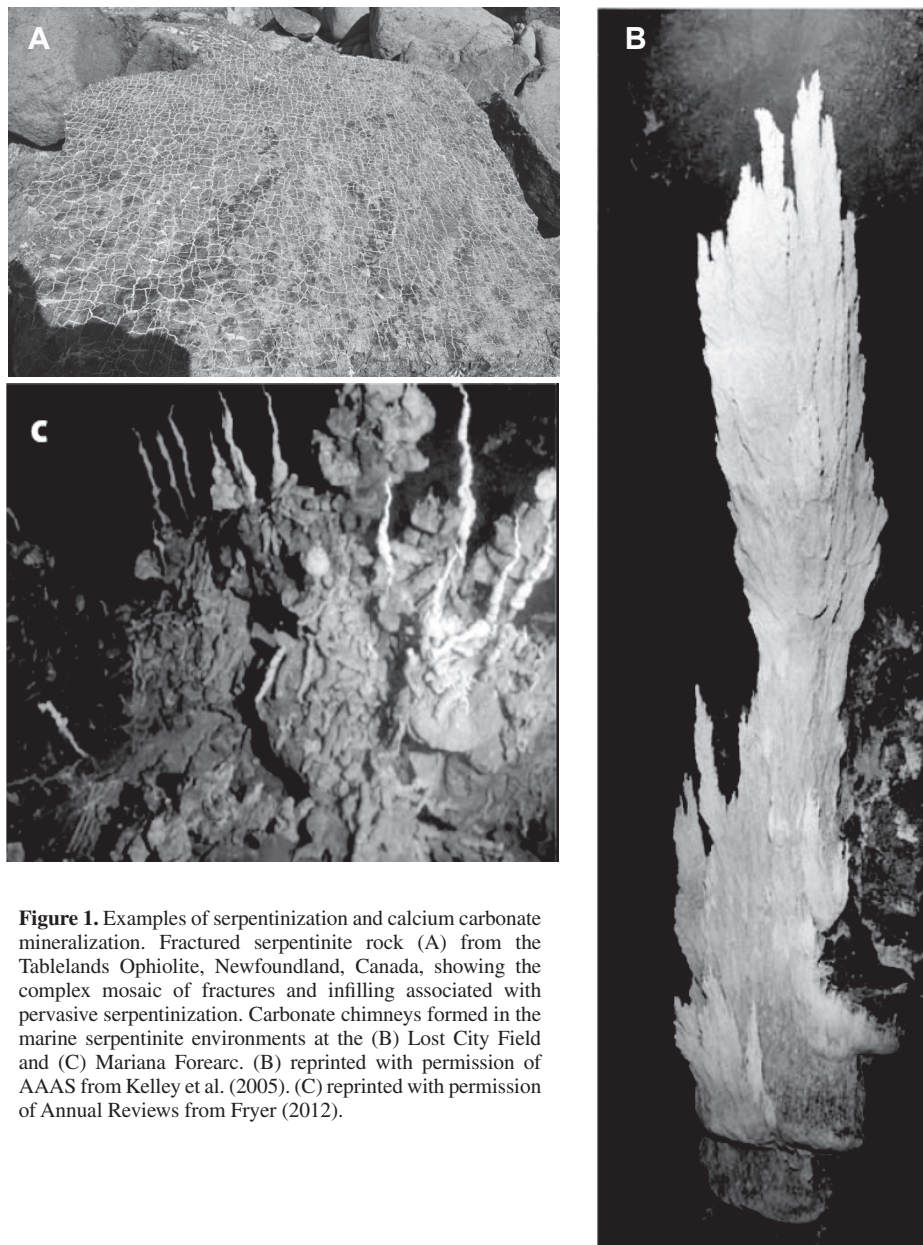 A
B
C
Figure 1. Examples of serpentinization and calcium carbonate
mineralization. Fractured serpentinite rock (A) from the
Tablelands Ophiolite, Newfoundland, Canada, showing the
complex mosaic of fractures and infilling associated with
pervasive serpentinization. Carbonate chimneys formed in the
marine serpentinite environments at the (B) Lost City Field
and (C) Mariana Forearc. (B) reprinted with permission of
AAAS from Kelley et al. (2005). (C) reprinted with permission
of Annual Reviews from Fryer (2012).